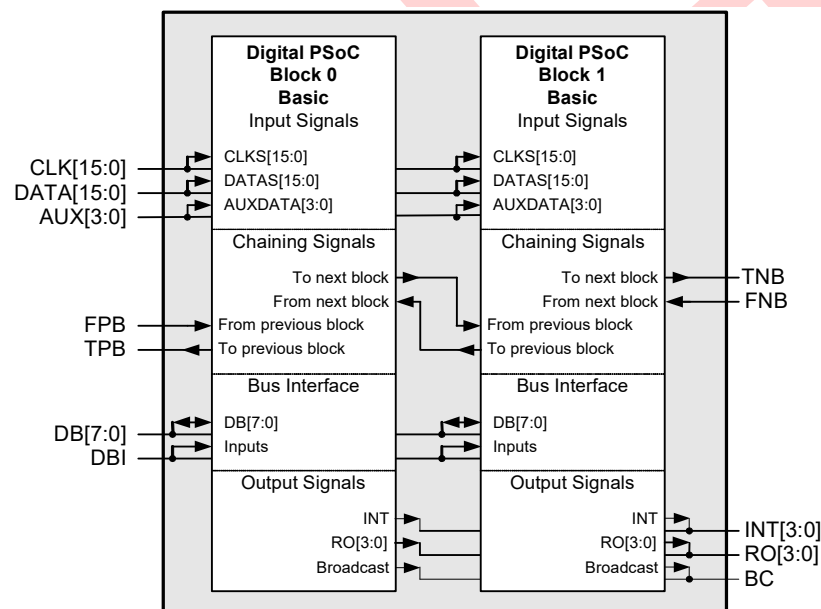 Digital PSoC
Block 0
Basic
Input Signals
CLKS[15:0]
DATAS[15:0]
AUXDATA[3:0]
Chaining Signals
To next block
From next block
From previous block
To previous block
Bus Interface
DB[7:0]
Inputs
Output Signals
INT
RO[3:0]
Broadcast
Digital PSoC
Block 1
Basic
Input Signals
CLKS[15:0]
DATAS[15:0]
AUXDATA[3:0]
Chaining Signals
To next block
From next block
From previous block
To previous block
Bus Interface
DB[7:0]
Inputs
Output Signals
INT
RO[3:0]
Broadcast
CLK[15:0]
DATA[15:0]
AUX[3:0]
FPB
TPB
DB[7:0]
DBI
TNB
FNB
INT[3:0]
RO[3:0]
BC